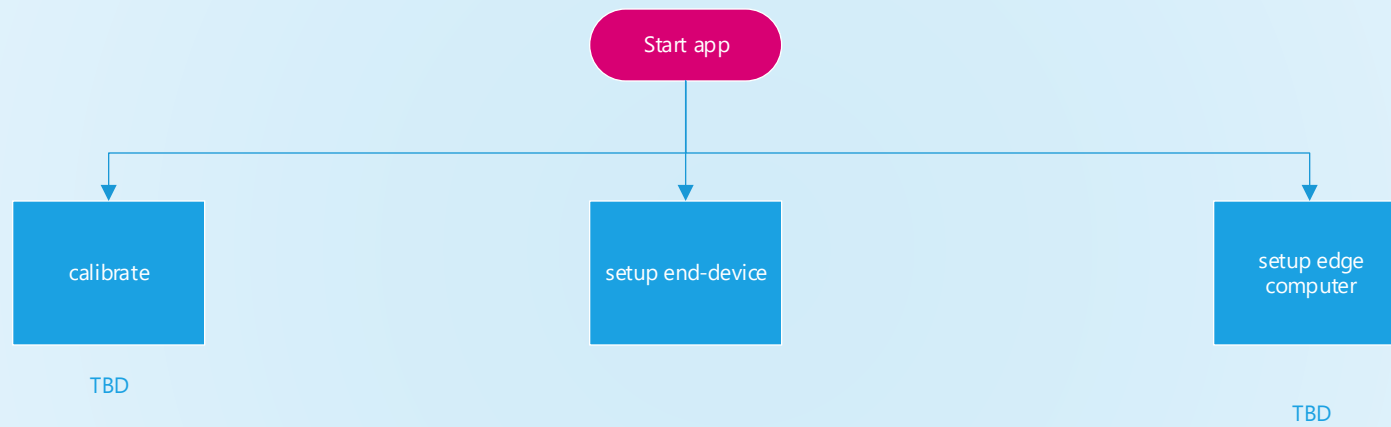 Start app
calibrate
setup end-device
setup edge
computer
TBD
TBD